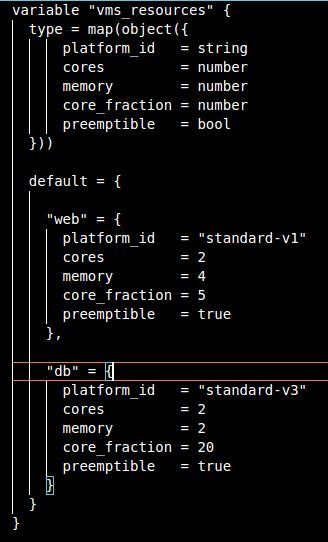 variable "vms_resources" {
  type = map(object({
      platform_id   = string
      cores         = number
      memory        = number
      core_fraction = number
      preemptible   = bool
  }))

  default = {

    "web" = {
      platform_id   = "standard-v1"
      cores         = 2
      memory        = 4
      core_fraction = 5
      preemptible   = true
    },

    "db" = {
      platform_id   = "standard-v3"
      cores         = 2
      memory        = 2
      core_fraction = 20
      preemptible   = true
    }
  }
}